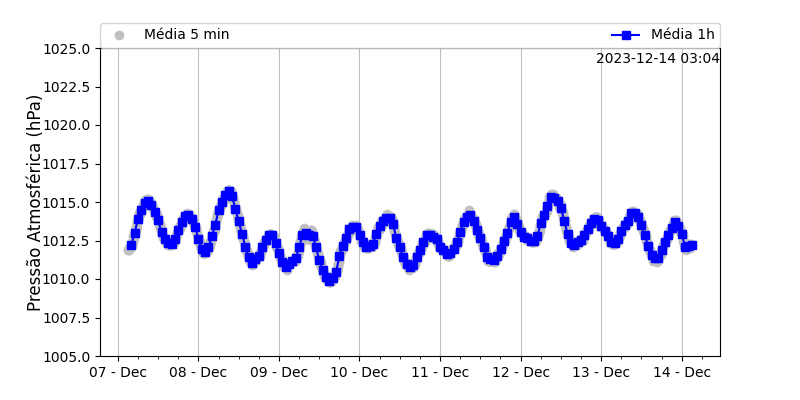 Média 5 min
Média 1h
2023-12-14 03:04
Pressão Atmosférica (hPa)
1025.0
1022.5
1020.0
1017.5
1015.0
1012.5
1010.0
1007.5
1005.0
07 - Dec
08 - Dec
09 - Dec
10 - Dec
11 - Dec
12 - Dec
13 - Dec
14 - Dec